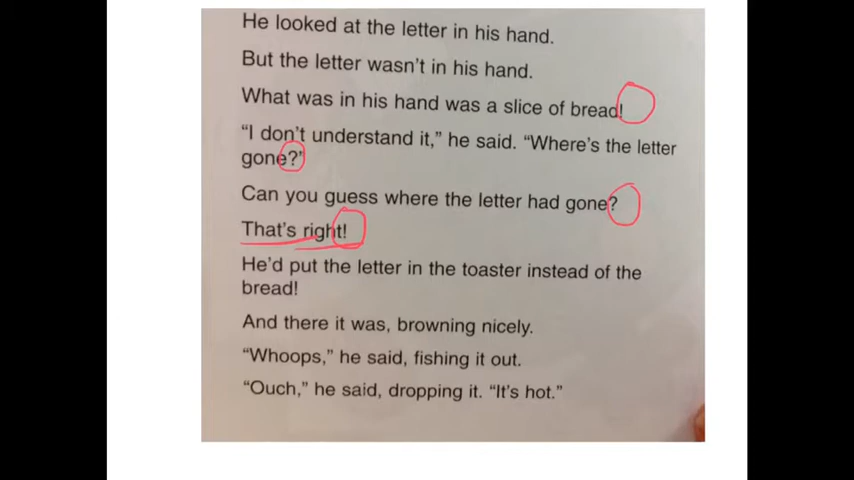 He looked at the letter in his hand.
But the letter wasn't in his hand.
What was in his hand was a slice of bread!
“I don't understand it,” he said. “Where's the letter
gone?”
Can you guess where the letter had gone?
That's right!
He'd put the letter in the toaster instead of the
bread!
And there it was, browning nicely.
“Whoops,” he said, fishing it out.
“Ouch,” he said, dropping it. “It's hot.”